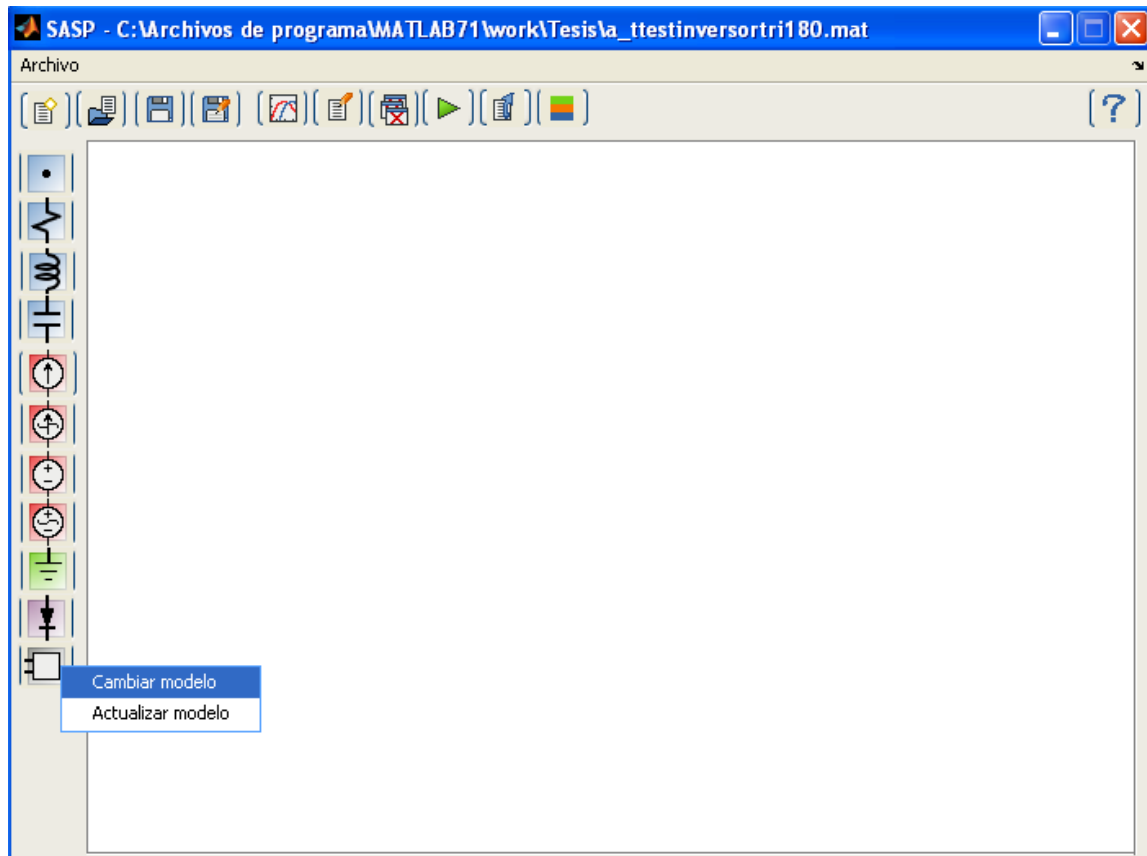 SASP - C:\Archivos de programa\MATLAB71\work\Tesis\a_ttestinversortri180.mat
Archivo
Cambiar modelo
Actualizar modelo